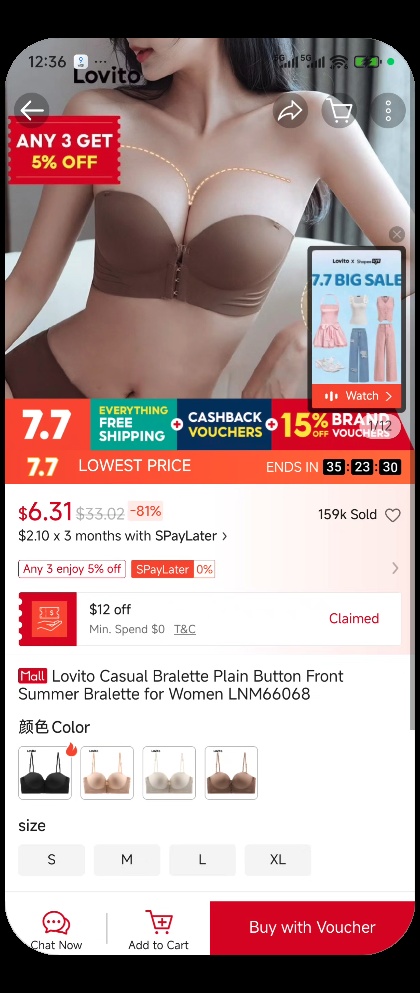 12:36
5G 5G
Lovito
ANY 3 GET
5% OFF
Lovito x Shopee
7.7 BIG SALE
Watch >
7.7
EVERYTHING
FREE
SHIPPING
CASHBACK
VOUCHERS
15% OFF BRAND
VOUCHERS
1/12
7.7 LOWEST PRICE
ENDS IN 35:23:30
$6.31 $33.02 -81%
159k Sold
$2.10 x 3 months with SPayLater >
Any 3 enjoy 5% off SPayLater 0%
$12 off
Min. Spend $0 T&C
Claimed
Mall Lovito Casual Bralette Plain Button Front
Summer Bralette for Women LNM66068
颜色 Color
size
S M L XL
Chat Now
Add to Cart
Buy with Voucher